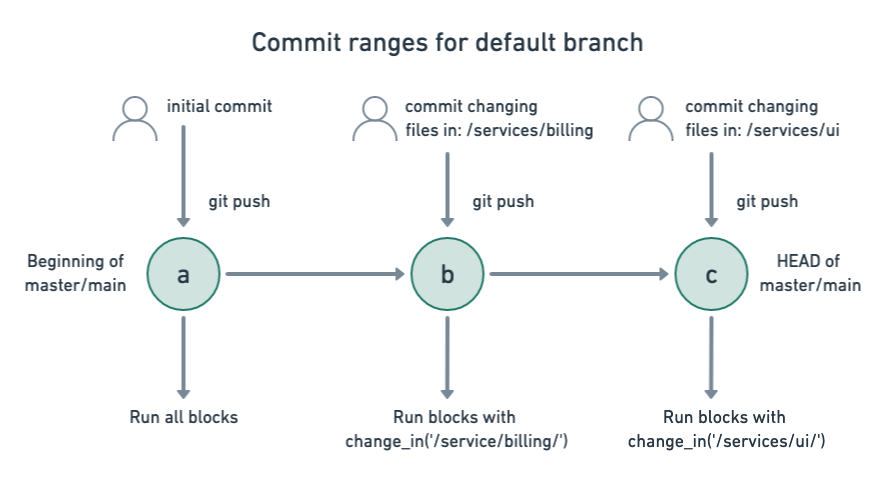 Commit ranges for default branch
initial commit
commit changing
files in: /services/billing
commit changing
files in: /services/ui
git push
git push
git push
Beginning of
master/main
a
b
c
HEAD of
master/main
Run all blocks
Run blocks with
change_in('/service/billing/')
Run blocks with
change_in('/services/ui/')